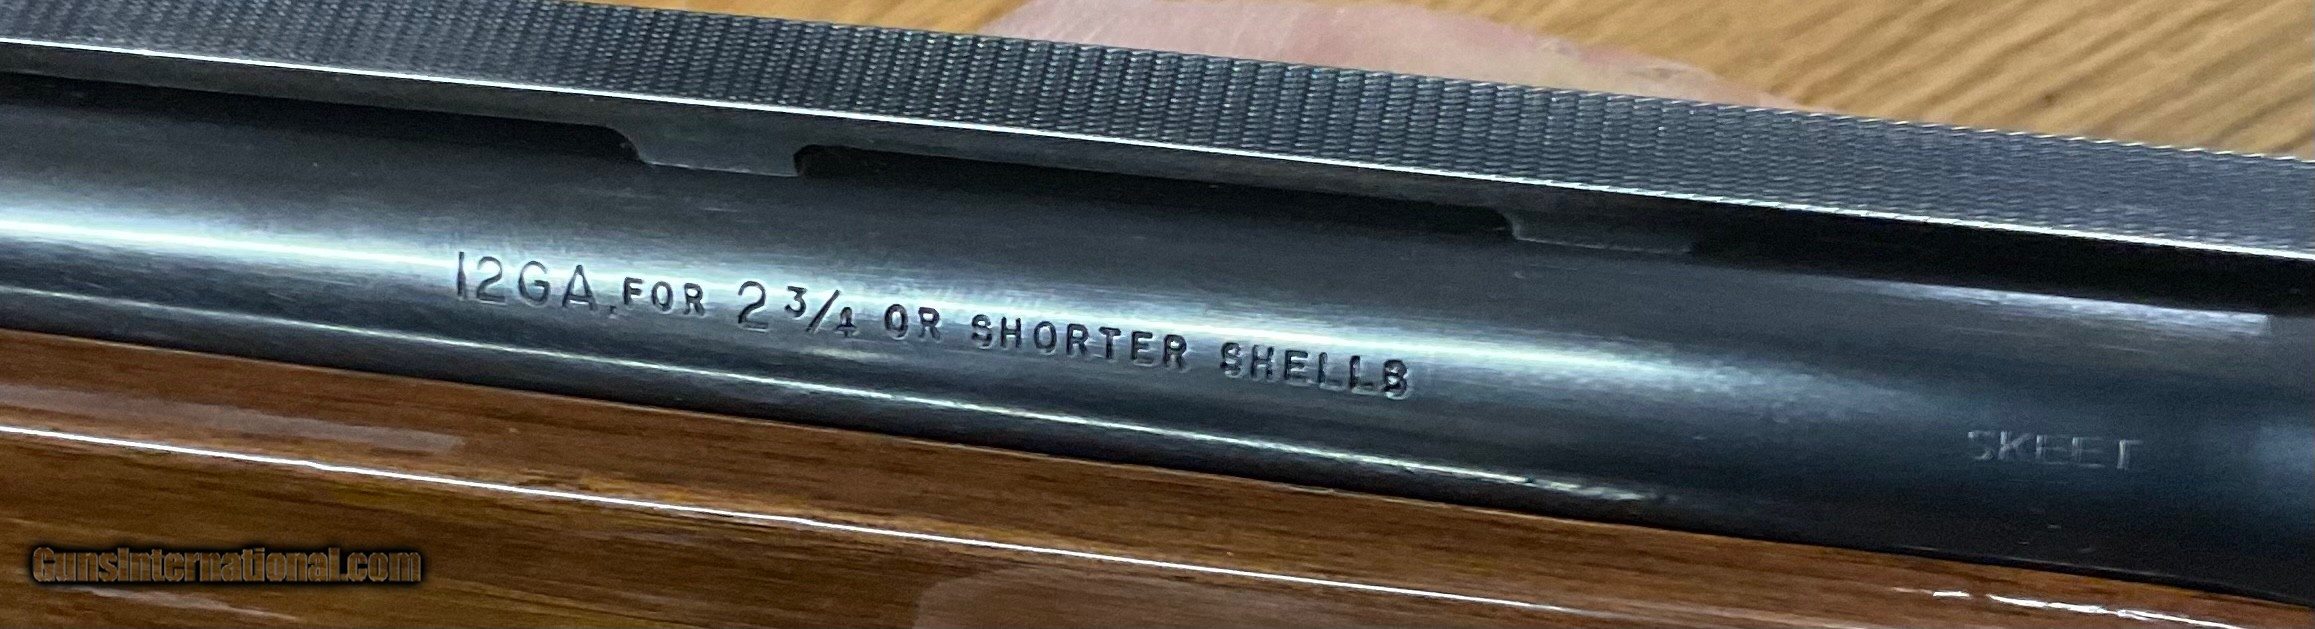 12GA. FOR 2 3/4 OR SHORTER SHELLS
SKEET
GunsInternational.com